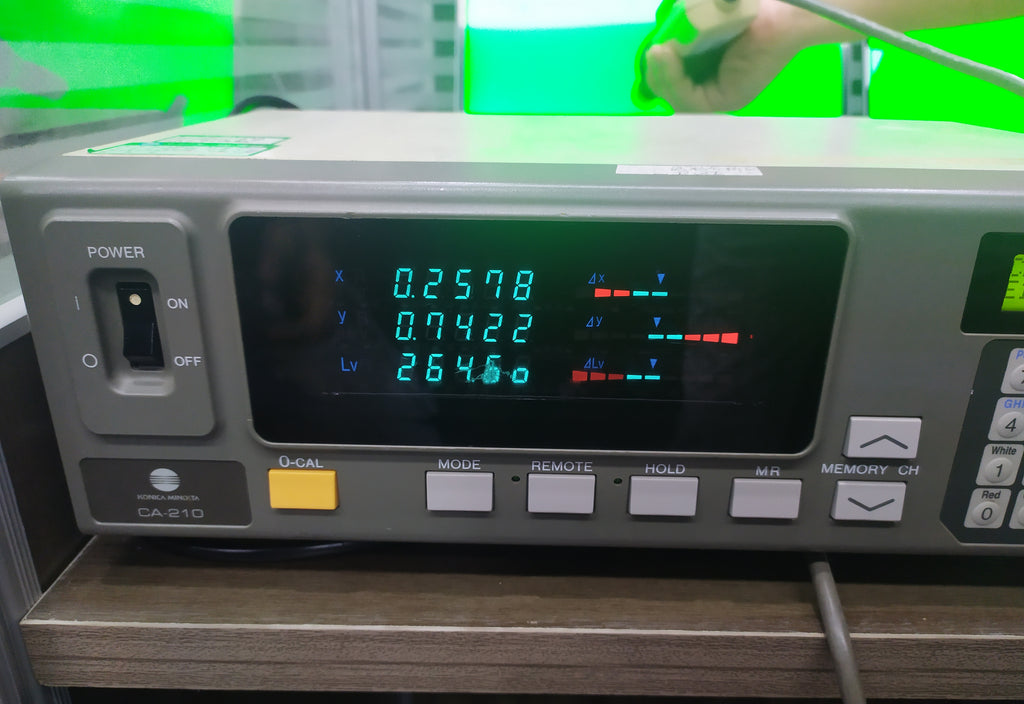 POWER
I
ON
O
OFF
x 0.2578 Δx
y 0.7422 Δy
Lv ΔLv
0-CAL
MODE
REMOTE
HOLD
MR
MEMORY CH
KONICA MINOLTA
CA-210
4
White
1
Red
0